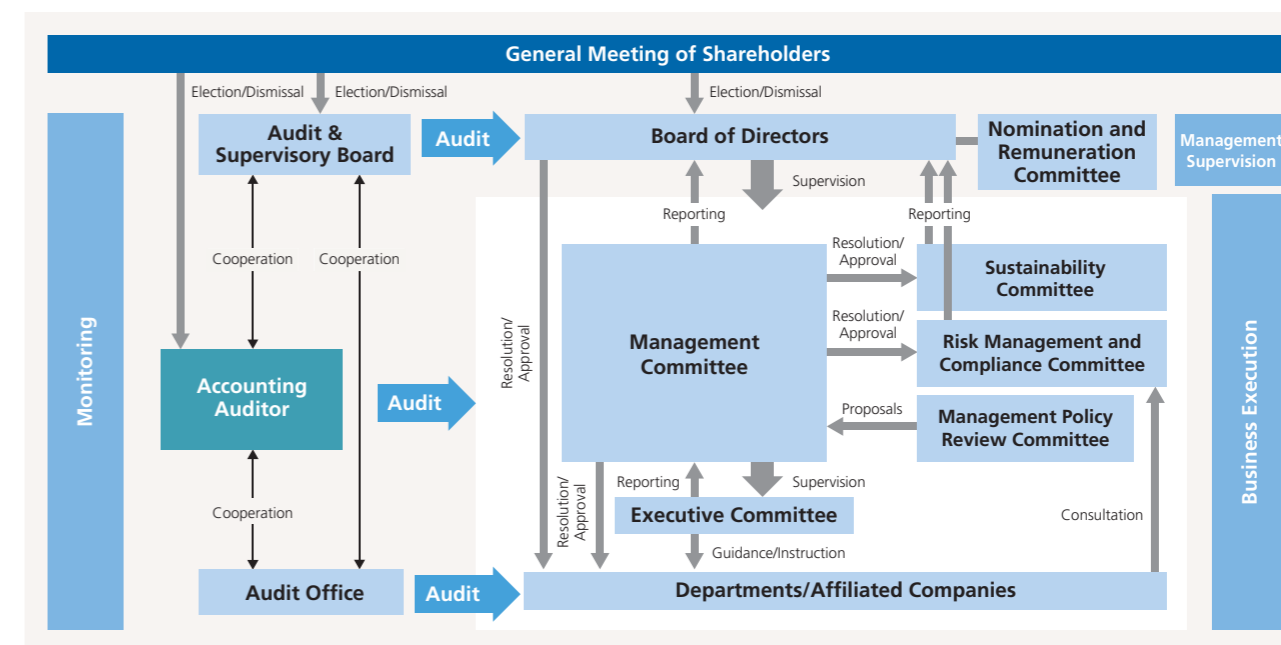 General Meeting of Shareholders
Election/Dismissal
Election/Dismissal
Election/Dismissal
Audit &
Supervisory Board
Audit
Board of Directors
Nomination and
Remuneration
Committee
Management
Supervision
Supervision
Reporting
Reporting
Cooperation
Cooperation
Resolution/
Approval
Sustainability
Committee
Monitoring
Resolution/
Approval
Management
Committee
Resolution/
Approval
Risk Management and
Compliance Committee
Business Execution
Accounting
Auditor
Audit
Proposals
Management Policy
Review Committee
Resolution/
Approval
Reporting
Supervision
Executive Committee
Cooperation
Consultation
Guidance/Instruction
Audit Office
Audit
Departments/Affiliated Companies